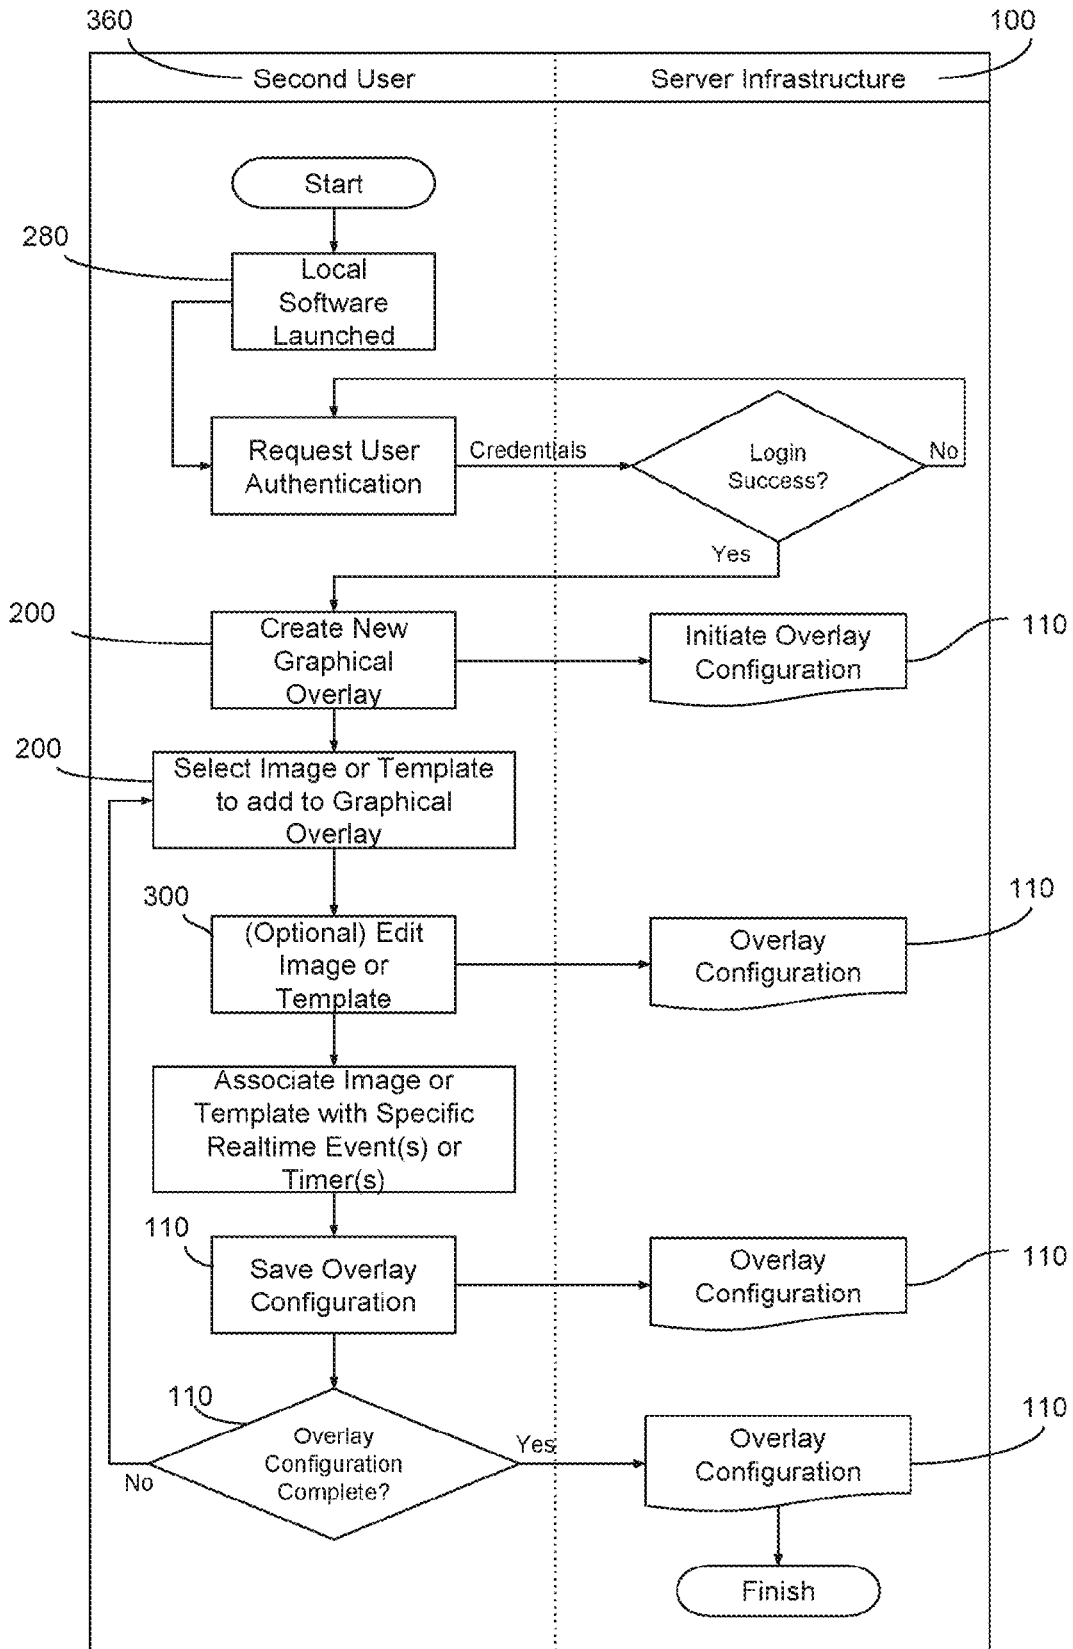 360
100
Second User
Server Infrastructure
Start
280
Local
Software
Launched
Request User
Authentication
Credentials
Login
Success?
No
Yes
200
Create New
Graphical
Overlay
Initiate Overlay
Configuration
110
200
Select Image or Template
to add to Graphical
Overlay
300
(Optional) Edit
Image or
Template
Overlay
Configuration
110
Associate Image or
Template with Specific
Realtime Event(s) or
Timer(s)
110
Save Overlay
Configuration
Overlay
Configuration
110
110
Overlay
Configuration
Complete?
No
Yes
Overlay
Configuration
110
Finish